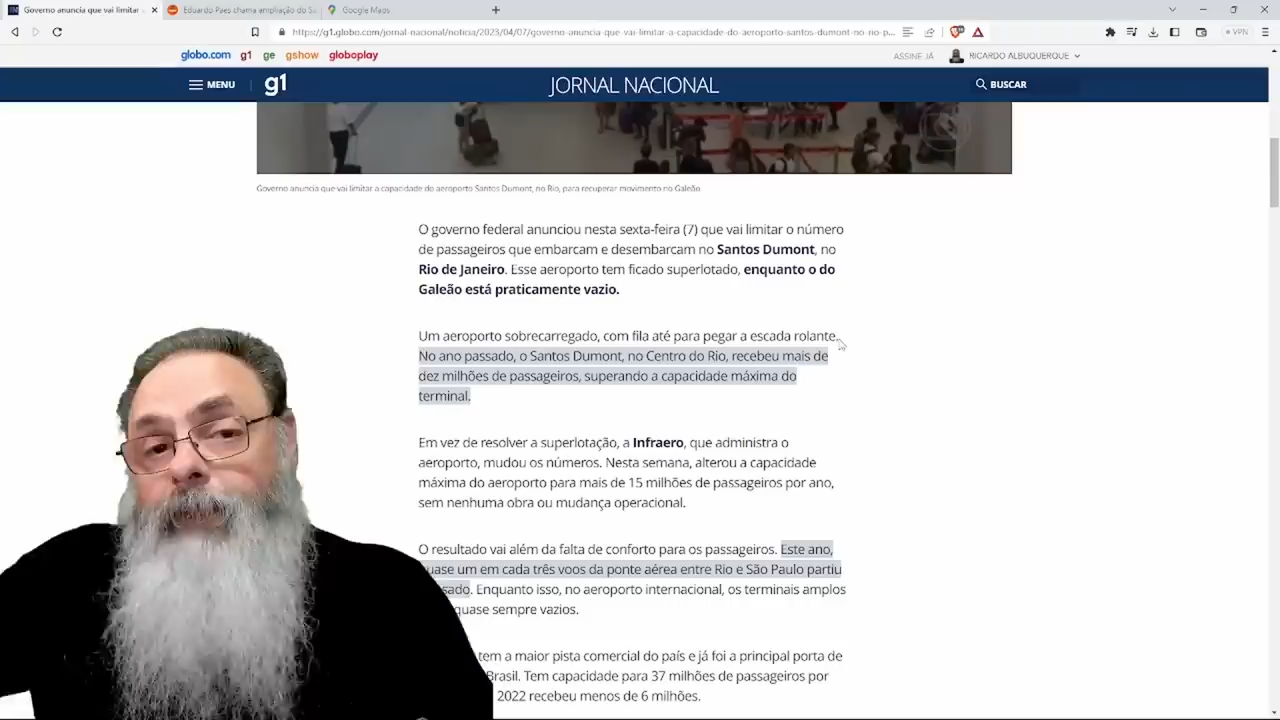 Governo anuncia que vai limitar
Eduardo Paes chama ampliação do Sa
Google Maps
https://g1.globo.com/jornal-nacional/noticia/2023/04/07/governo-anuncia-que-vai-limitar-a-capacidade-do-aeroporto-santos-dumont-no-rio-p...
VPN
globo.com g1 ge gshow globoplay
ASSINE JÁ
RICARDO ALBUQUERQUE
MENU
g1
JORNAL NACIONAL
BUSCAR
Governo anuncia que vai limitar a capacidade do aeroporto Santos Dumont, no Rio, para recuperar movimento no Galeão
O governo federal anunciou nesta sexta-feira (7) que vai limitar o número
de passageiros que embarcam e desembarcam no Santos Dumont, no
Rio de Janeiro. Esse aeroporto tem ficado superlotado, enquanto o do
Galeão está praticamente vazio.
Um aeroporto sobrecarregado, com fila até para pegar a escada rolante.
No ano passado, o Santos Dumont, no Centro do Rio, recebeu mais de
dez milhões de passageiros, superando a capacidade máxima do
terminal.
Em vez de resolver a superlotação, a Infraero, que administra o
aeroporto, mudou os números. Nesta semana, alterou a capacidade
máxima do aeroporto para mais de 15 milhões de passageiros por ano,
sem nenhuma obra ou mudança operacional.
O resultado vai além da falta de conforto para os passageiros. Este ano,
quase um em cada três voos da ponte aérea entre Rio e São Paulo partiu
sado. Enquanto isso, no aeroporto internacional, os terminais amplos
quase sempre vazios.
tem a maior pista comercial do país e já foi a principal porta de
Brasil. Tem capacidade para 37 milhões de passageiros por
2022 recebeu menos de 6 milhões.